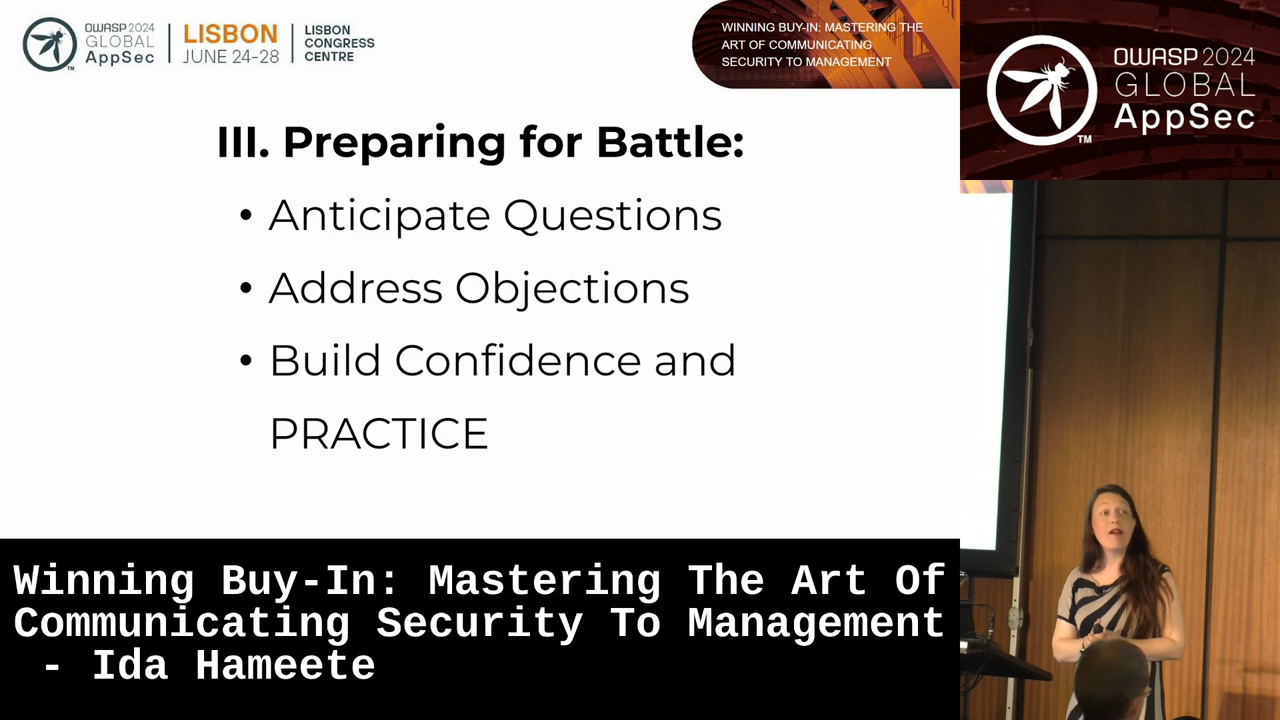 OWASP 2024
GLOBAL
AppSec
TM
LISBON
JUNE 24-28
LISBON
CONGRESS
CENTRE
WINNING BUY-IN: MASTERING THE
ART OF COMMUNICATING
SECURITY TO MANAGEMENT
OWASP 2024
GLOBAL
AppSec
TM
III. Preparing for Battle:
• Anticipate Questions
• Address Objections
• Build Confidence and
PRACTICE
Winning Buy-In: Mastering The Art Of
Communicating Security To Management
- Ida Hameete